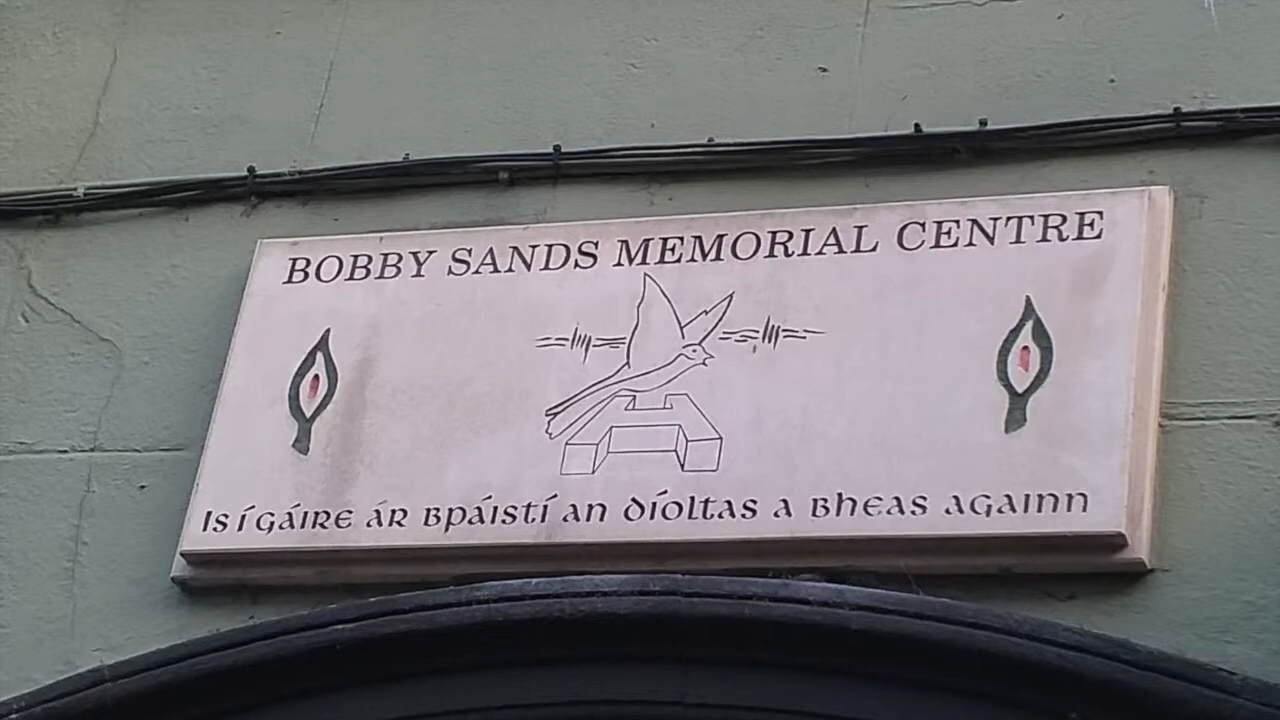 BOBBY SANDS MEMORIAL CENTRE
Is í gáire ár bpáistí an díoltas a bheas againn